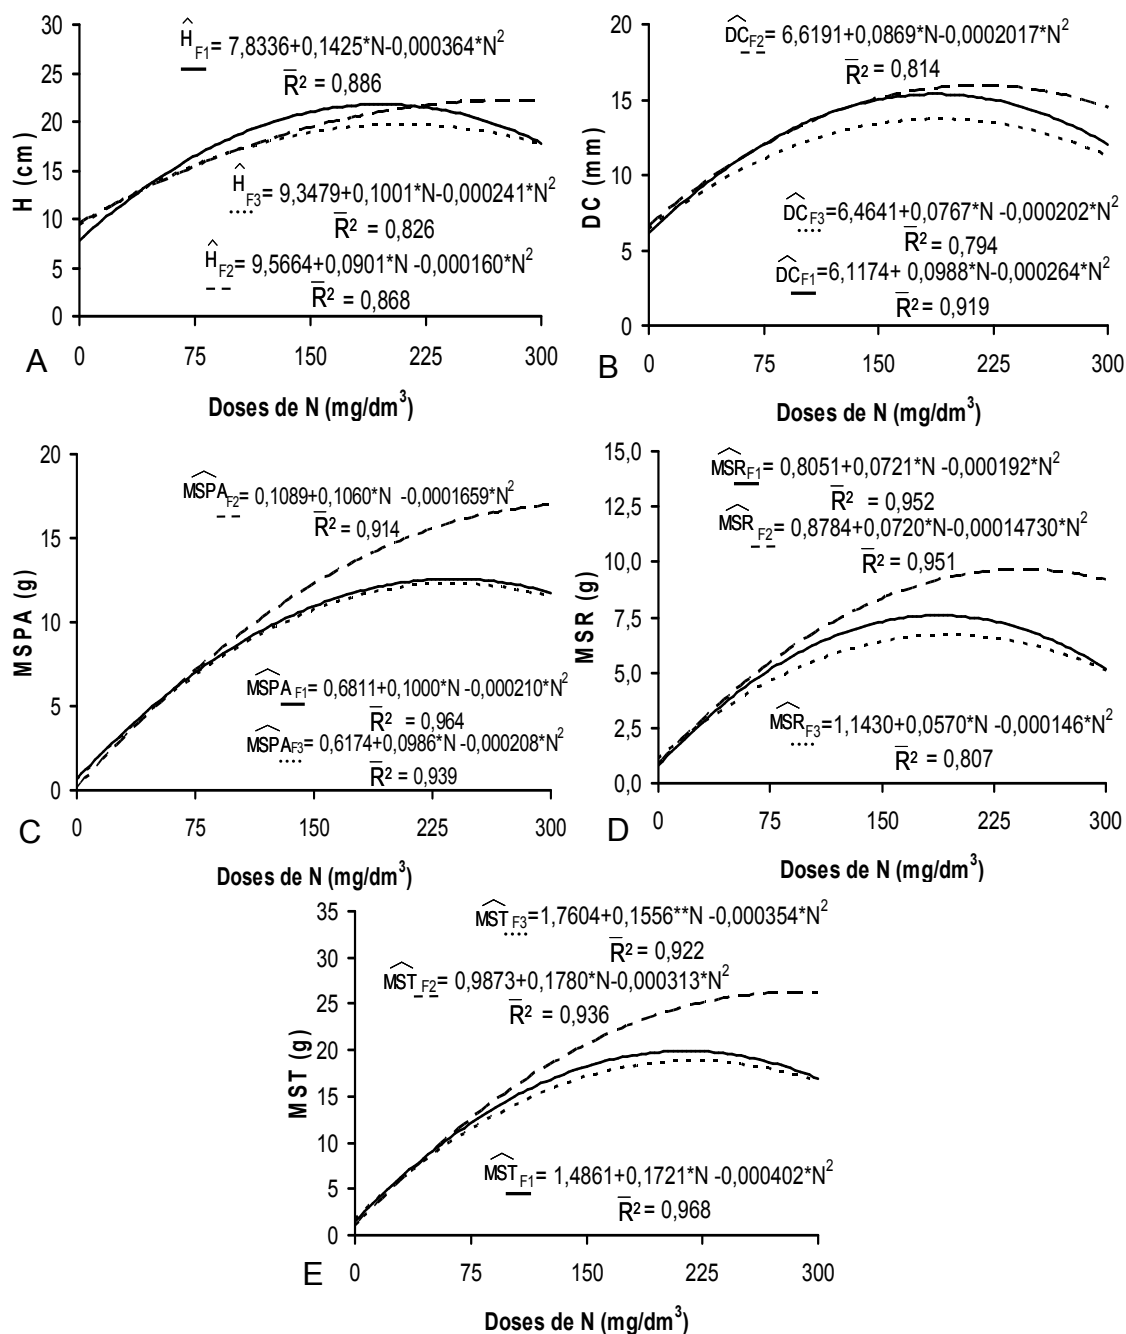 30
25
20
15
10
5
0
H (cm)
Ĥ F1= 7,8336+0,1425*N-0,000364*N²
R̅² = 0,886
Ĥ F3= 9,3479+0,1001*N-0,000241*N²
R̅² = 0,826
Ĥ F2= 9,5664+0,0901*N -0,000160*N²
R̅² = 0,868
0 75 150 225 300
A
Doses de N (mg/dm³)
20
15
10
5
0
DC (mm)
D͡C F2= 6,6191+0,0869*N-0,0002017*N²
R̅² = 0,814
D͡C F3=6,4641+0,0767*N -0,000202*N²
R̅² = 0,794
D͡C F1=6,1174+ 0,0988*N-0,000264*N²
R̅² = 0,919
0 75 150 225 300
B
Doses de N (mg/dm³)
20
15
10
5
0
MSPA (g)
MSPA F2= 0,1089+0,1060*N -0,0001659*N²
R̅² = 0,914
MSPA F1= 0,6811+0,1000*N -0,000210*N²
R̅² = 0,964
MSPA F3= 0,6174+0,0986*N -0,000208*N²
R̅² = 0,939
0 75 150 225 300
C
Doses de N (mg/dm³)
15,0
12,5
10,0
7,5
5,0
2,5
0,0
MSR (g)
MSR F1= 0,8051+0,0721*N -0,000192*N²
R̅² = 0,952
MSR F2= 0,8784+0,0720*N-0,00014730*N²
R̅² = 0,951
MSR F3=1,1430+0,0570*N -0,000146*N²
R̅² = 0,807
0 75 150 225 300
D
Doses de N (mg/dm³)
35
30
25
20
15
10
5
0
MST (g)
MST F3=1,7604+0,1556**N -0,000354*N²
R̅² = 0,922
MST F2= 0,9873+0,1780*N-0,000313*N²
R̅² = 0,936
MST F1= 1,4861+0,1721*N -0,000402*N²
R̅² = 0,968
0 75 150 225 300
E
Doses de N (mg/dm³)